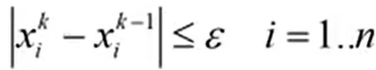 |x_i^k − x_i^{k−1}| ≤ ε   i = 1..n